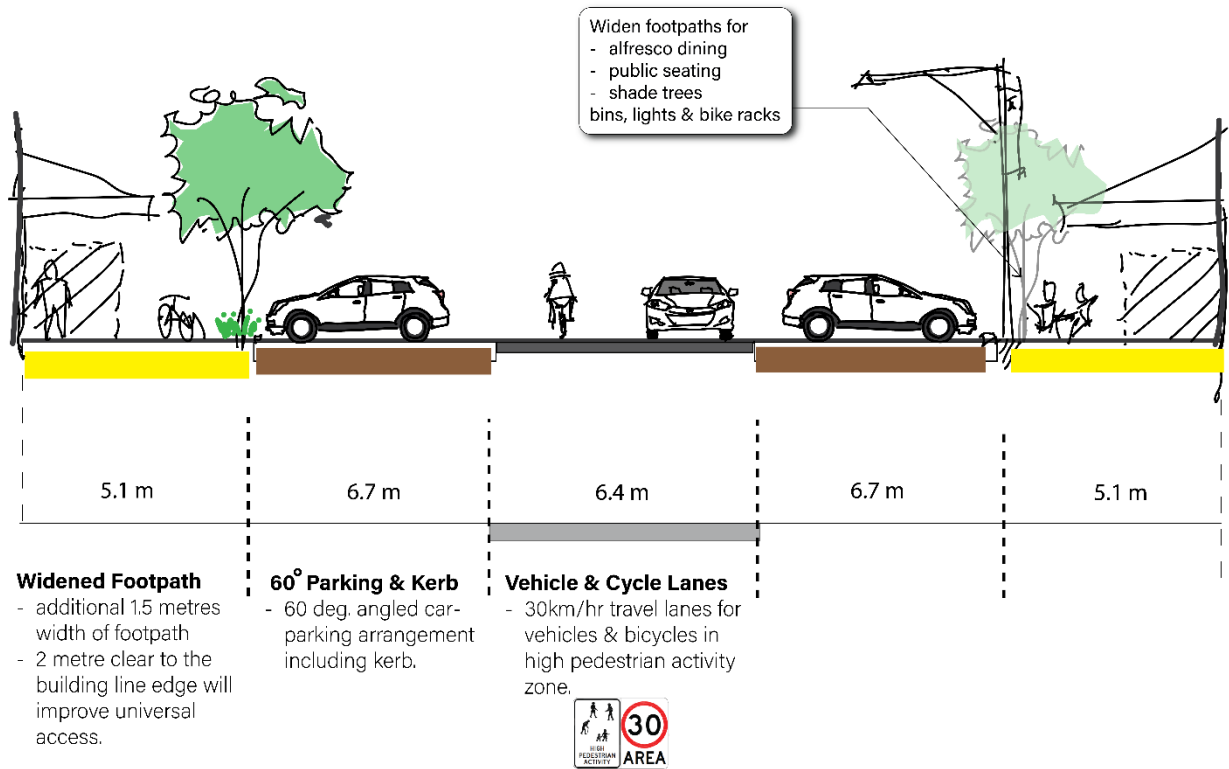 Widen footpaths for
- alfresco dining
- public seating
- shade trees
bins, lights & bike racks
5.1 m
6.7 m
6.4 m
6.7 m
5.1 m
Widened Footpath
- additional 1.5 metres
width of footpath
- 2 metre clear to the
building line edge will
improve universal
access.
60° Parking & Kerb
- 60 deg. angled car-
parking arrangement
including kerb.
Vehicle & Cycle Lanes
- 30km/hr travel lanes for
vehicles & bicycles in
high pedestrian activity
zone.
HIGH
PEDESTRIAN
ACTIVITY
30
AREA